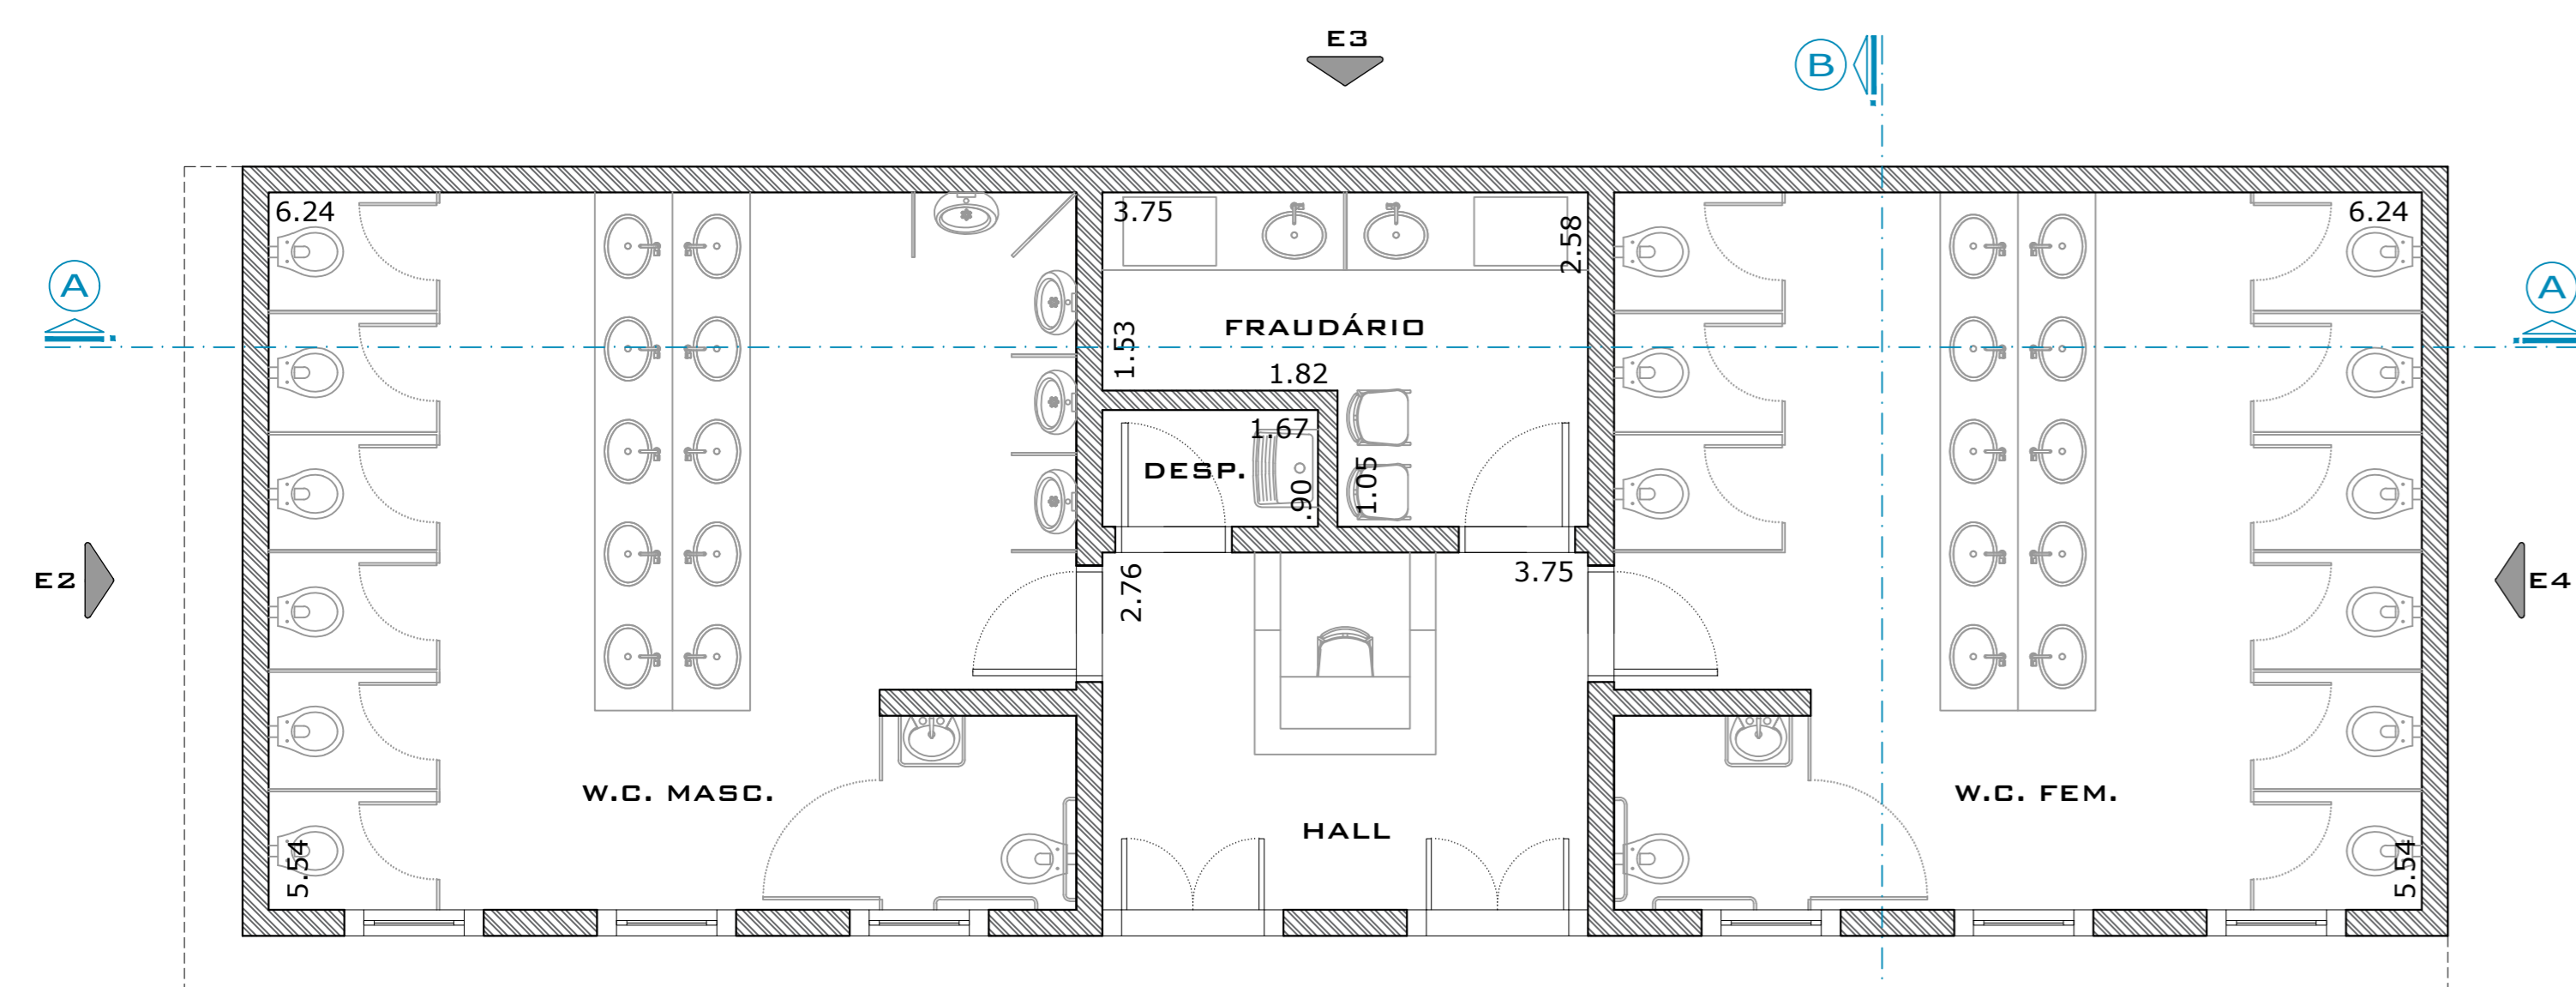 E3
B
6.24
3.75
2.58
6.24
A
A
1.53
FRAUDÁRIO
1.82
1.67
DESP.
.90
1.05
E2
2.76
3.75
E4
W.C. MASC.
W.C. FEM.
HALL
5.54
5.54